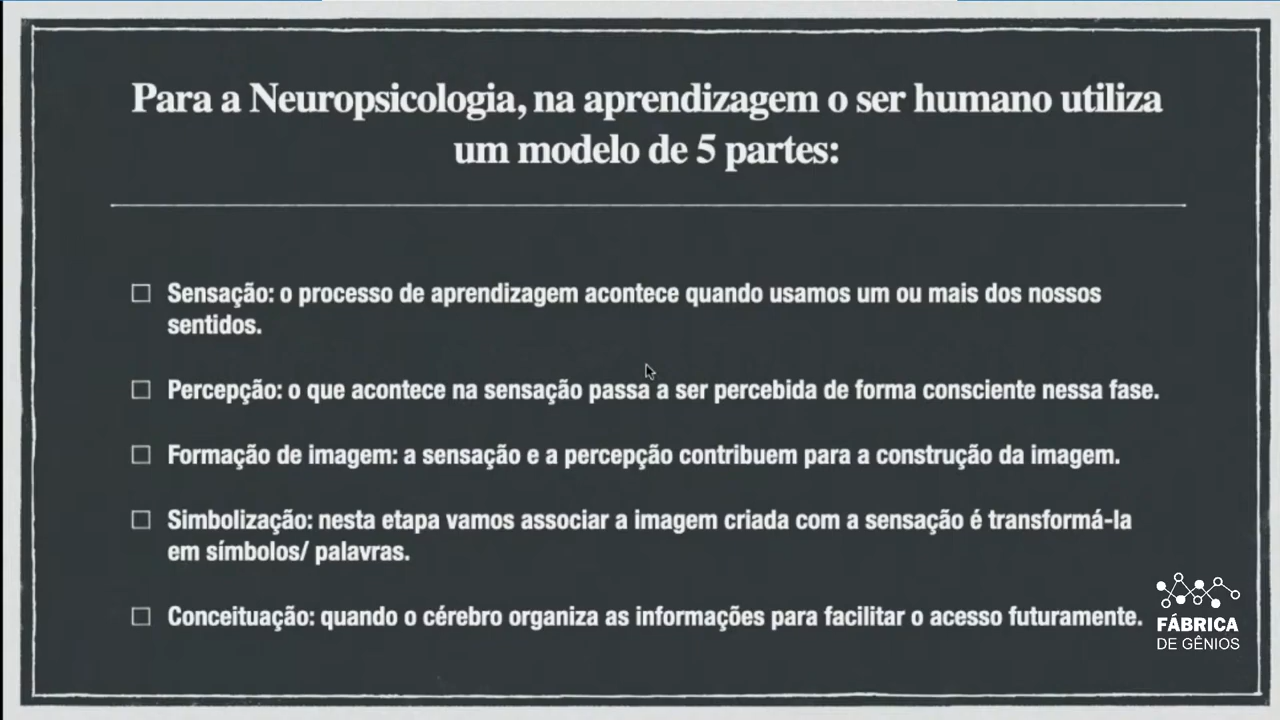 Para a Neuropsicologia, na aprendizagem o ser humano utiliza
um modelo de 5 partes:
Sensação: o processo de aprendizagem acontece quando usamos um ou mais dos nossos
sentidos.
Percepção: o que acontece na sensação passa a ser percebida de forma consciente nessa fase.
Formação de imagem: a sensação e a percepção contribuem para a construção da imagem.
Simbolização: nesta etapa vamos associar a imagem criada com a sensação é transformá-la
em símbolos/ palavras.
Conceituação: quando o cérebro organiza as informações para facilitar o acesso futuramente.
FÁBRICA
DE GÊNIOS